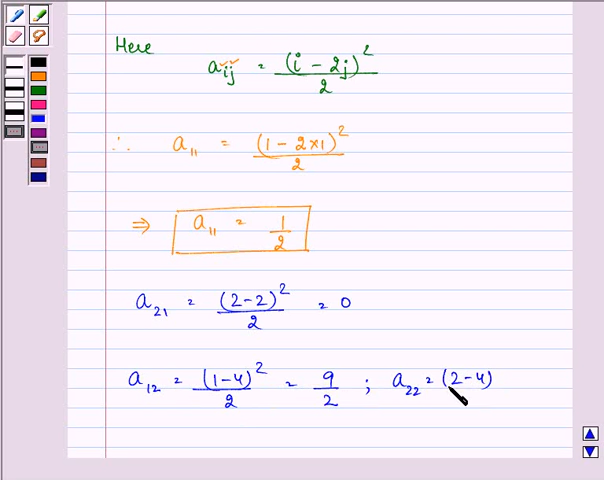 Here
aij = (i - 2j)² / 2
∴ a₁₁ = (1 - 2×1)² / 2
⇒ a₁₁ = 1/2
a₂₁ = (2-2)² / 2 = 0
a₁₂ = (1-4)² / 2 = 9/2 ; a₂₂ = (2-4)